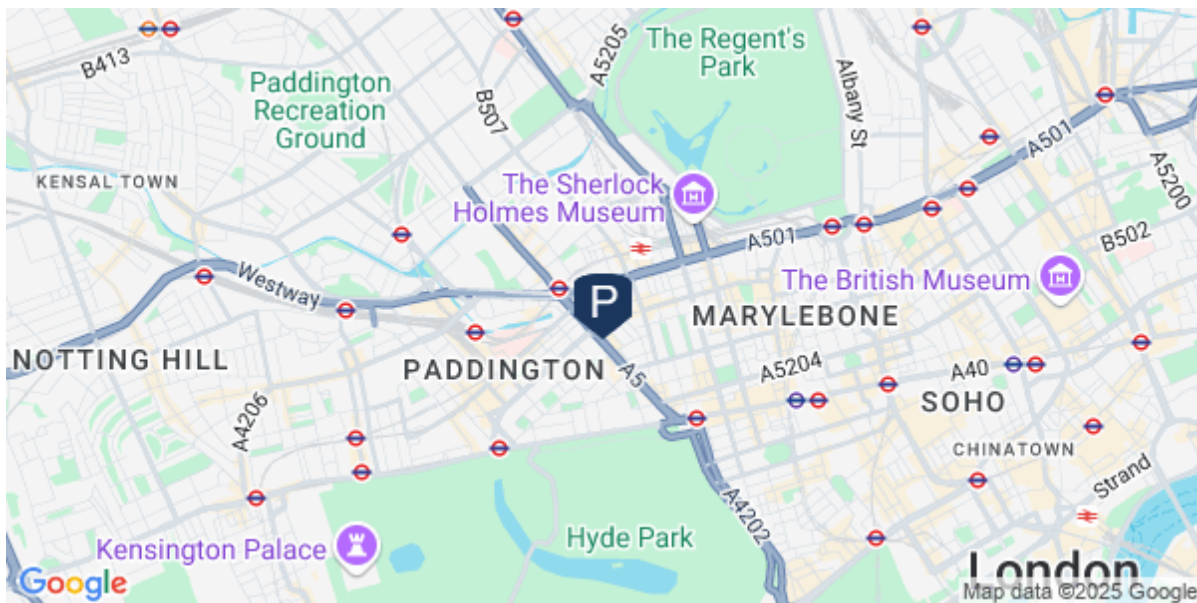 A5205
The Regent's
Park
B413
Paddington
Recreation
Ground
B507
Albany St
A501
A5200
KENSAL TOWN
The Sherlock
Holmes Museum
A501
B502
Westway
The British Museum
P
MARYLEBONE
NOTTING HILL
PADDINGTON
A5
A5204
A40
A4206
SOHO
CHINATOWN
Strand
A4202
Kensington Palace
Hyde Park
London
Google
Map data ©2025 Google